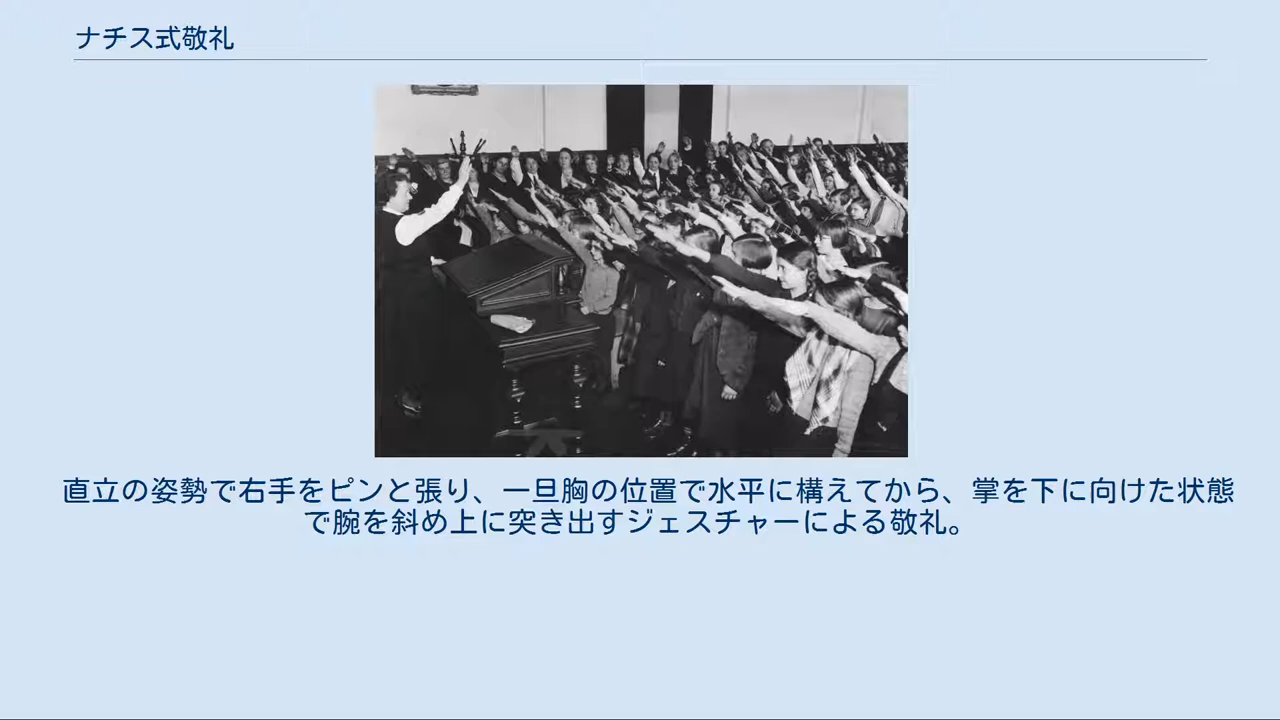 ナチス式敬礼
直立の姿勢で右手をピンと張り、一旦胸の位置で水平に構えてから、掌を下に向けた状態
で腕を斜め上に突き出すジェスチャーによる敬礼。